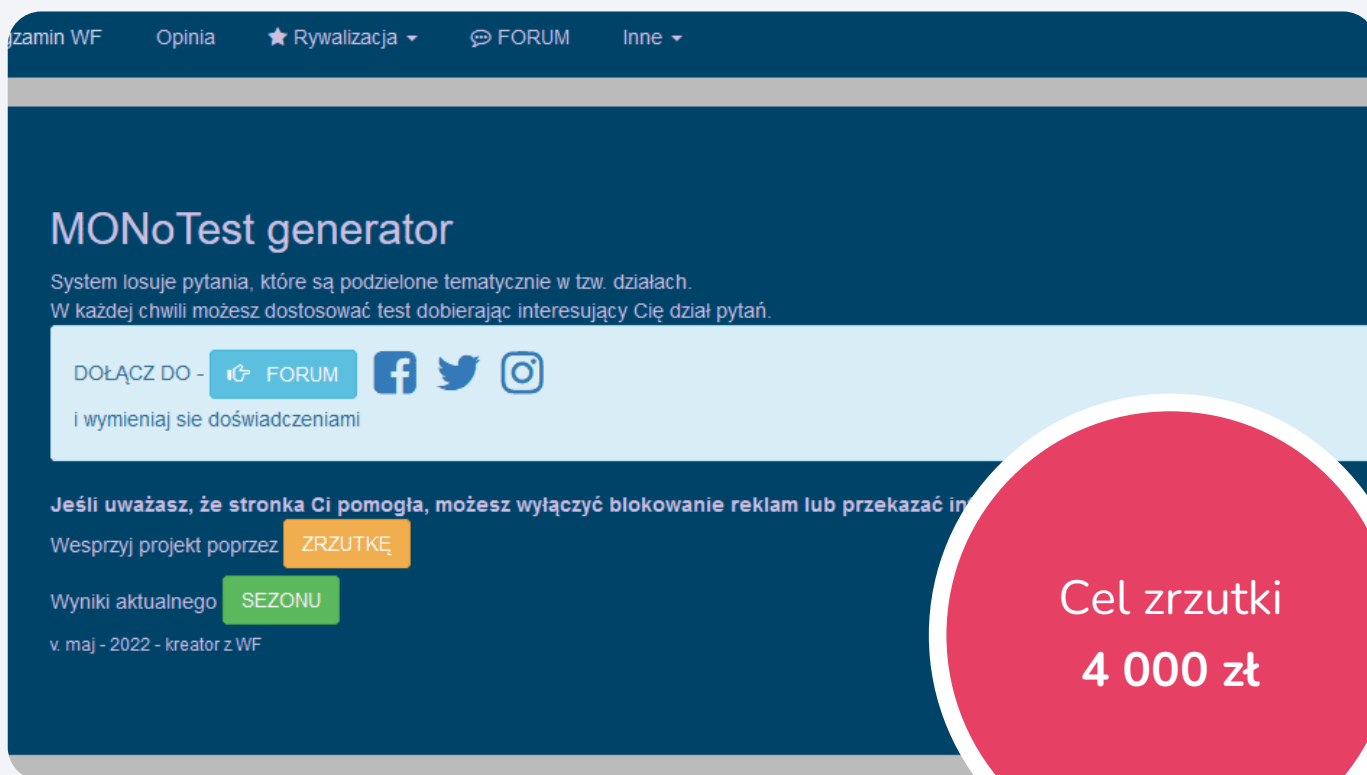 gzamin WF Opinia Rywalizacja FORUM Inne
MONoTest generator
System losuje pytania, które są podzielone tematycznie w tzw. działach.
W każdej chwili możesz dostosować test dobierając interesujący Cię dział pytań.
DOŁĄCZ DO - FORUM
i wymieniaj sie doświadczeniami
Jeśli uważasz, że stronka Ci pomogła, możesz wyłączyć blokowanie reklam lub przekazać
Wesprzyj projekt poprzez ZRZUTKĘ
Wyniki aktualnego SEZONU
v. maj - 2022 - kreator z WF
Cel zrzutki
4 000 zł